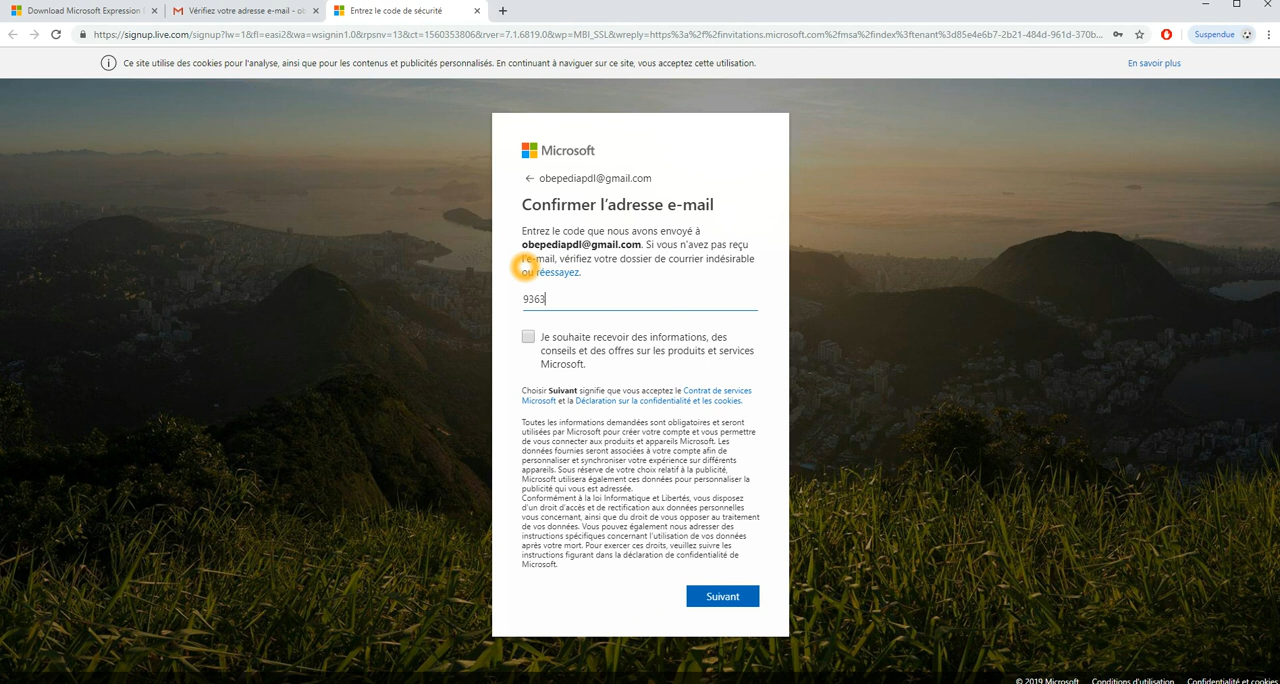 Download Microsoft Expression
Vérifiez votre adresse e-mail - ob
Entrez le code de sécurité
https://signup.live.com/signup?lw=1&fl=easi2&wa=wsignin1.0&rpsnv=13&ct=1560353806&rver=7.1.6819.0&wp=MBI_SSL&wreply=https%3a%2f%2finvitations.microsoft.com%2fmsa%2findex%3ftenant%3d85e4e6b7-2b21-484d-961d-370b...
Suspendue
Ce site utilise des cookies pour l'analyse, ainsi que pour les contenus et publicités personnalisés. En continuant à naviguer sur ce site, vous acceptez cette utilisation.
En savoir plus
Microsoft
← obepediapdl@gmail.com
Confirmer l'adresse e-mail
Entrez le code que nous avons envoyé à
obepediapdl@gmail.com. Si vous n'avez pas reçu
l'e-mail, vérifiez votre dossier de courrier indésirable
ou réessayez.
9363
Je souhaite recevoir des informations, des
conseils et des offres sur les produits et services
Microsoft.
Choisir Suivant signifie que vous acceptez le Contrat de services
Microsoft et la Déclaration sur la confidentialité et les cookies.
Toutes les informations demandées sont obligatoires et seront
utilisées par Microsoft pour créer votre compte et vous permettre
de vous connecter aux produits et appareils Microsoft. Les
données fournies seront associées à votre compte afin de
personnaliser et synchroniser votre expérience sur différents
appareils. Sous réserve de votre choix relatif à la publicité,
Microsoft utilisera également ces données pour personnaliser la
publicité qui vous est adressée.
Conformément à la loi Informatique et Libertés, vous disposez
d'un droit d'accès et de rectification aux données personnelles
vous concernant, ainsi que du droit de vous opposer au traitement
de vos données. Vous pouvez également nous adresser des
instructions spécifiques concernant l'utilisation de vos données
après votre mort. Pour exercer ces droits, veuillez suivre les
instructions figurant dans la déclaration de confidentialité de
Microsoft.
Suivant
© 2019 Microsoft
Conditions d'utilisation
Confidentialité et cookies